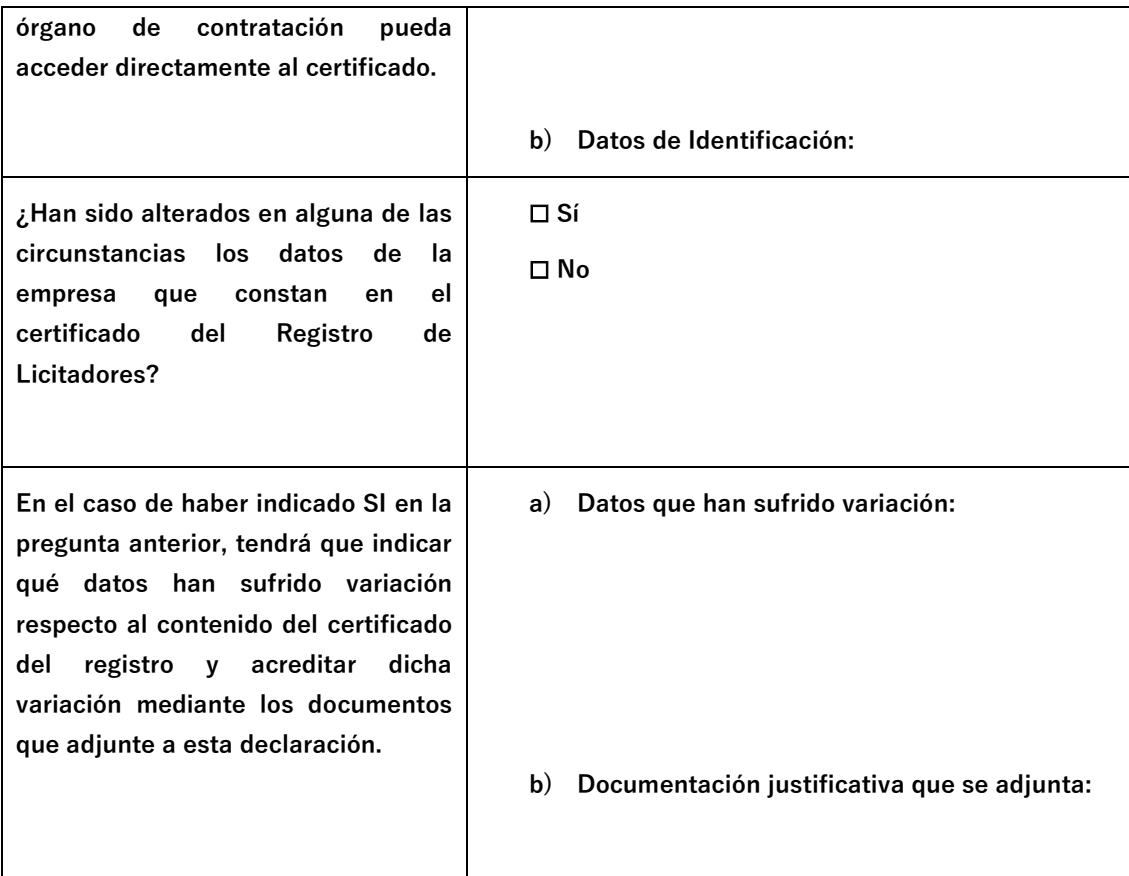 órgano de contratación pueda
acceder directamente al certificado.
b) Datos de Identificación:
¿Han sido alterados en alguna de las
circunstancias los datos de la
empresa que constan en el
certificado del Registro de
Licitadores?
☐ Sí
☐ No
En el caso de haber indicado SI en la
pregunta anterior, tendrá que indicar
qué datos han sufrido variación
respecto al contenido del certificado
del registro y acreditar dicha
variación mediante los documentos
que adjunte a esta declaración.
a) Datos que han sufrido variación:
b) Documentación justificativa que se adjunta: